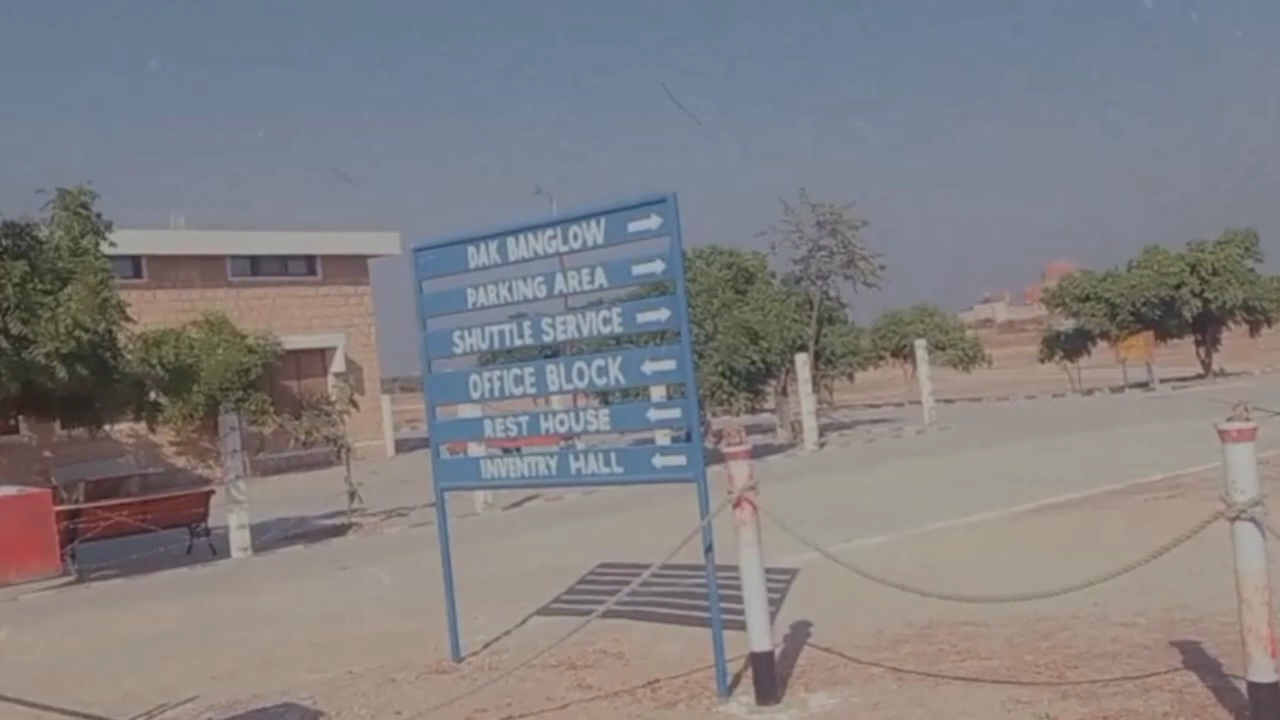 DAK BANGLOW →
PARKING AREA →
SHUTTLE SERVICE →
OFFICE BLOCK ←
REST HOUSE ←
INVENTRY HALL ←